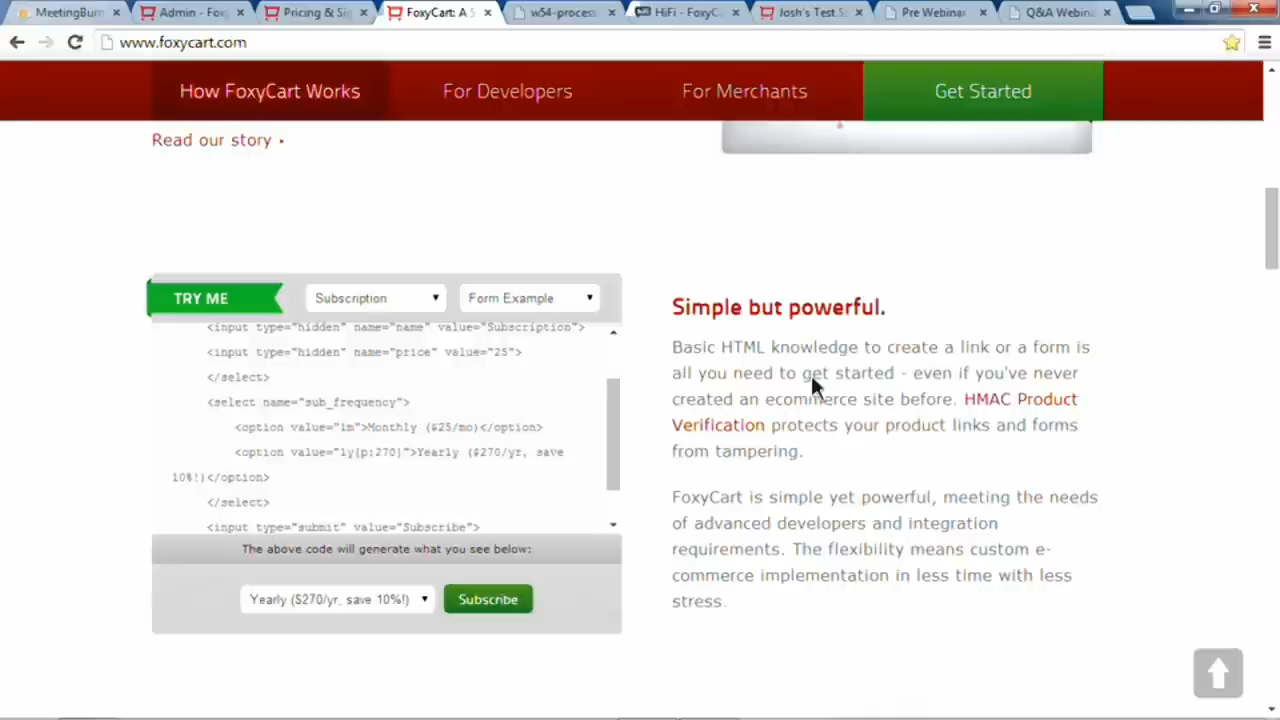 MeetingBurn
Admin - Fox
Pricing & Si
FoxyCart: A S
w54-process
HiFi - FoxyC
Josh's Test S
Pre Webinar
Q&A Webina
www.foxycart.com
How FoxyCart Works
For Developers
For Merchants
Get Started
Read our story
TRY ME
Subscription
Form Example
<input type="hidden" name="name" value="Subscription">
<input type="hidden" name="price" value="25">
</select>
<select name="sub_frequency">
<option value="1m">Monthly ($25/mo)</option>
<option value="1y{p:270}">Yearly ($270/yr, save
10%!)</option>
</select>
<input type="submit" value="Subscribe">
The above code will generate what you see below:
Yearly ($270/yr, save 10%!)
Subscribe
Simple but powerful.
Basic HTML knowledge to create a link or a form is
all you need to get started - even if you've never
created an ecommerce site before. HMAC Product
Verification protects your product links and forms
from tampering.
FoxyCart is simple yet powerful, meeting the needs
of advanced developers and integration
requirements. The flexibility means custom e-
commerce implementation in less time with less
stress.